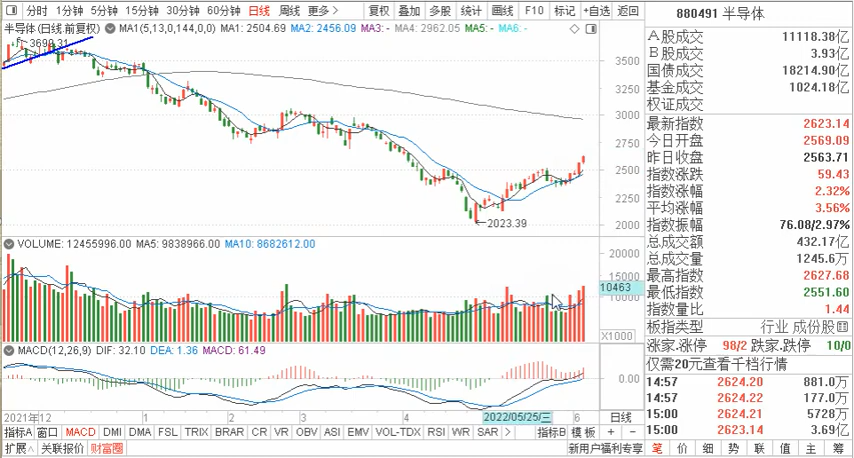 分时 1分钟 5分钟 15分钟 30分钟 60分钟 日线 周线 更多> 复权 叠加 多股 统计 画线 F10 标记 +自选 返回
半导体(日线.前复权) MA1(5,13,0,144,0,0) MA1: 2504.69 MA2: 2456.09 MA3: - MA4: 2962.05 MA5: - MA6: -
3690.31
3500
3250
3000
2750
2500
2250
2000
2023.39
VOLUME: 12455996.00 MA5: 9838966.00 MA10: 8682612.00
20000
15000
10463
10000
X1000
MACD(12,26,9) DIF: 32.10 DEA: 1.36 MACD: 61.49
0.00
2021年 12 1 2 3 4 2022/05/25/三 6 日线
指标A 窗口 MACD DMI DMA FSL TRIX BRAR CR VR OBV ASI EMV VOL-TDX RSI WR SAR > 指标B 模板 + -
扩展∧ 关联报价 财富圈 新用户福利专享
880491 半导体
A股成交 11118.38亿
B股成交 3.93亿
国债成交 18214.90亿
基金成交 1024.18亿
权证成交
最新指数 2623.14
今日开盘 2569.09
昨日收盘 2563.71
指数涨跌 59.43
指数涨幅 2.32%
平均涨幅 3.56%
指数振幅 76.08/2.97%
总成交额 432.17亿
总成交量 1245.6万
最高指数 2627.68
最低指数 2551.60
指数量比 1.44
板指类型 行业 成份股
涨家.涨停 98/2 跌家.跌停 10/0
仅需20元查看千档行情
14:57 2624.20 881.0万
14:57 2624.22 177.0万
15:00 2624.21 5728万
15:00 2623.14 3.69亿
笔 价 细 势 联 值 主 筹